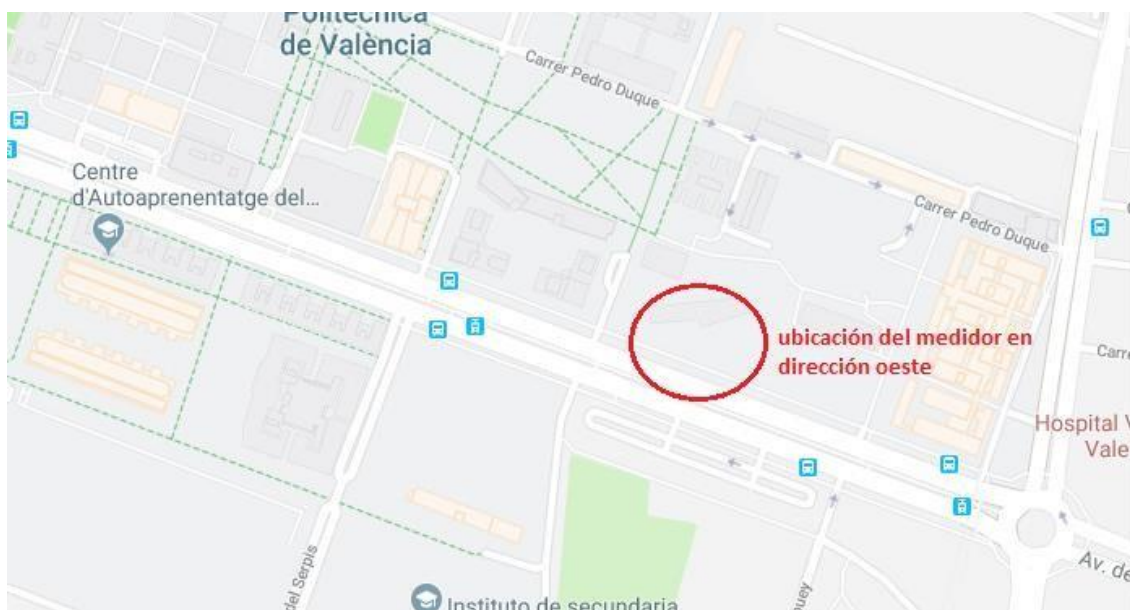 Politècnica
de València
Carrer Pedro Duque
Centre
d'Autoaprenentatge del...
Carrer Pedro Duque
ubicación del medidor en
dirección oeste
Carre
Hospital V
Vale
Av. de
del Serpis
Instituto de secundaria